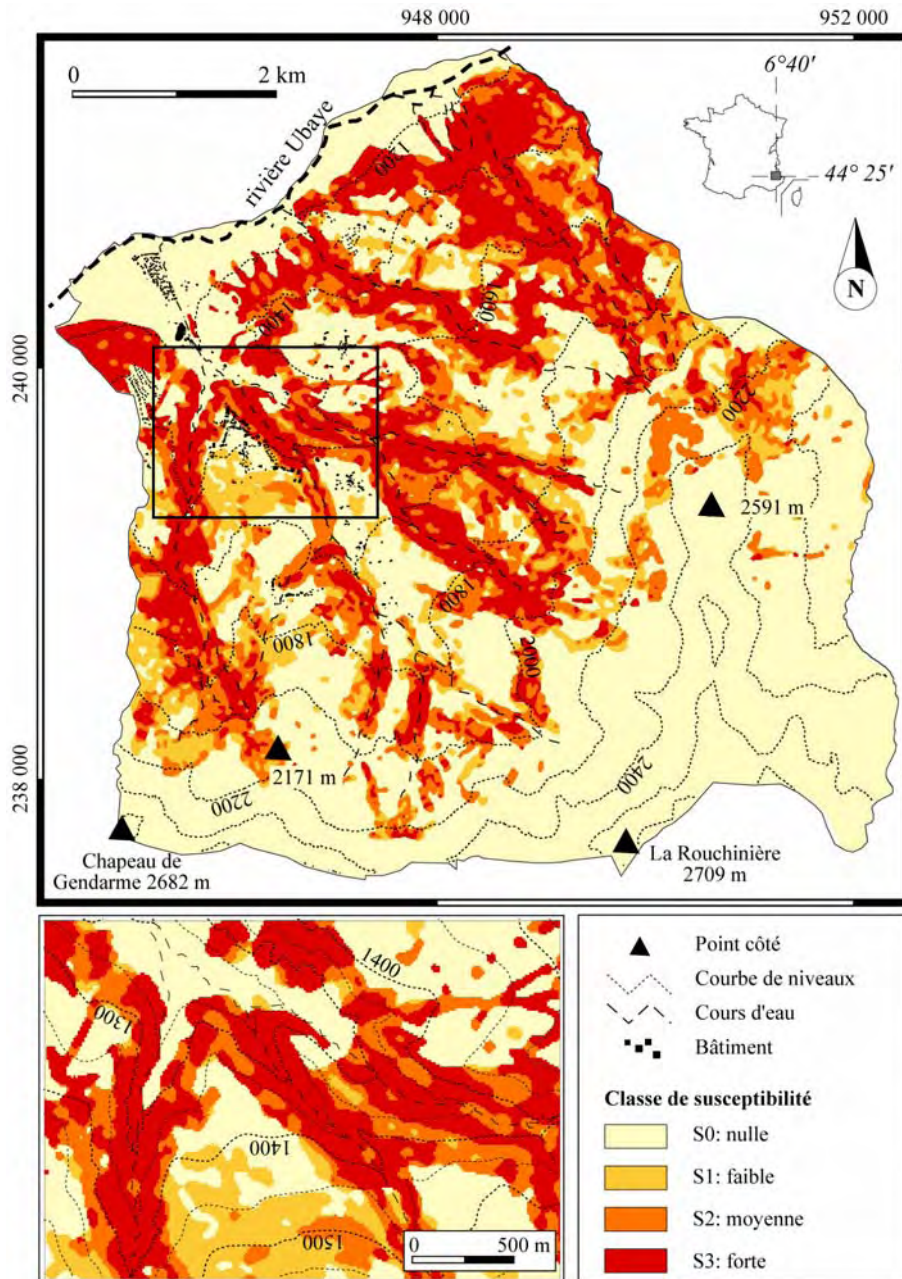 948 000
952 000
0 2 km
6°40'
rivière Ubaye
1200
44° 25'
N
1600
1400
240 000
2200
2591 m
1800
2000
1800
238 000
2171 m
2200
2400
Chapeau de
Gendarme 2682 m
La Rouchinière
2709 m
1400
1300
1400
1500
0 500 m
Point côté
Courbe de niveaux
Cours d'eau
Bâtiment
Classe de susceptibilité
S0: nulle
S1: faible
S2: moyenne
S3: forte